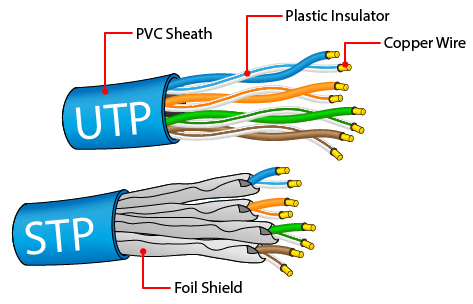 Plastic Insulator
PVC Sheath
Copper Wire
UTP
STP
Foil Shield